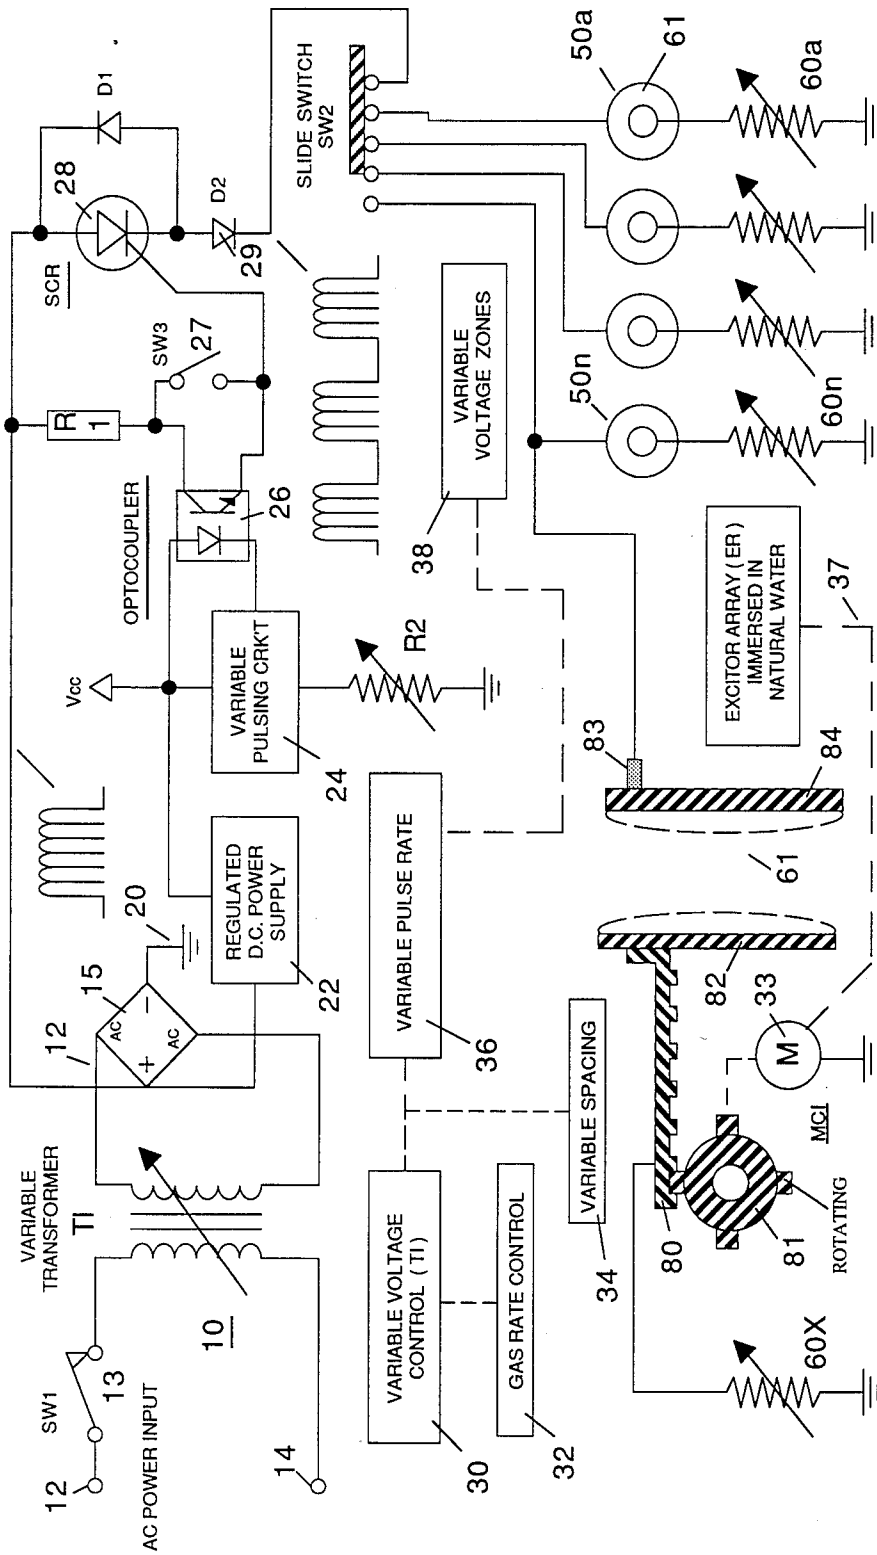 AC POWER INPUT
12
SW1
13
14
VARIABLE
TRANSFORMER
TI
10
12
15
AC
AC
+
−
20
REGULATED
D.C. POWER
SUPPLY
22
Vcc
VARIABLE
PULSING CRK'T
24
R2
OPTOCOUPLER
26
R
1
SW3
27
SCR
28
D1
D2
29
SLIDE SWITCH
SW2
VARIABLE VOLTAGE
CONTROL ( TI )
30
GAS RATE CONTROL
32
VARIABLE SPACING
34
VARIABLE PULSE RATE
36
VARIABLE
VOLTAGE ZONES
38
50n
50a
61
60n
60a
EXCITOR ARRAY ( ER )
IMMERSED IN
NATURAL WATER
37
83
84
61
82
33
M
MCI
80
81
ROTATING
60X